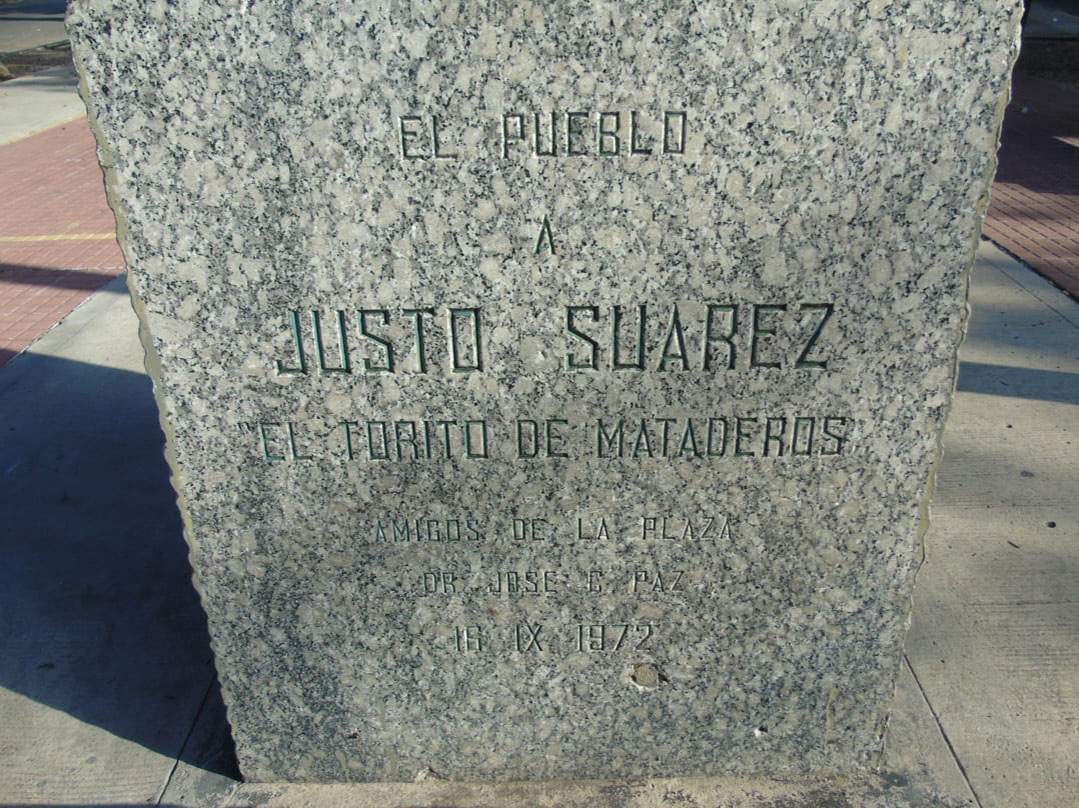 EL PUEBLO
A
JUSTO SUAREZ
"EL TORITO DE MATADEROS"
AMIGOS DE LA PLAZA
DR JOSE C PAZ
16 IX 1972